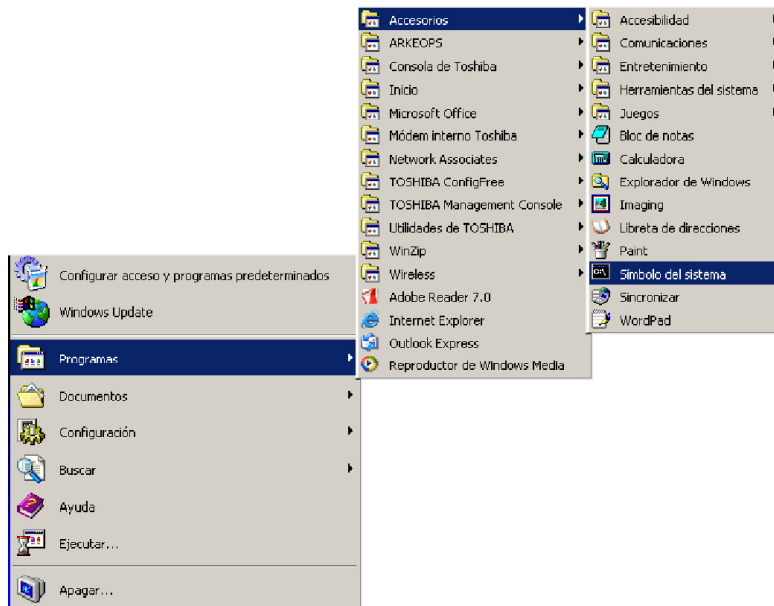 Accesorios
ARKEOPS
Consola de Toshiba
Inicio
Microsoft Office
Módem interno Toshiba
Network Associates
TOSHIBA ConfigFree
TOSHIBA Management Console
Utilidades de TOSHIBA
WinZip
Wireless
Adobe Reader 7.0
Internet Explorer
Outlook Express
Reproductor de Windows Media
Accesibilidad
Comunicaciones
Entretenimiento
Herramientas del sistema
Juegos
Bloc de notas
Calculadora
Explorador de Windows
Imaging
Libreta de direcciones
Paint
Símbolo del sistema
Sincronizar
WordPad
Configurar acceso y programas predeterminados
Windows Update
Programas
Documentos
Configuración
Buscar
Ayuda
Ejecutar...
Apagar...